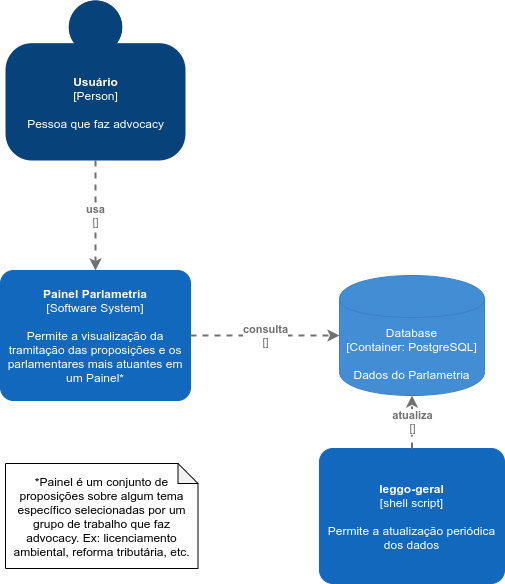 Usuário
[Person]
Pessoa que faz advocacy
usa
[]
Painel Parlametria
[Software System]
Permite a visualização da
tramitação das proposições e os
parlamentares mais atuantes em
um Painel*
consulta
[]
Database
[Container: PostgreSQL]
Dados do Parlametria
atualiza
[]
leggo-geral
[shell script]
Permite a atualização periódica
dos dados
*Painel é um conjunto de
proposições sobre algum tema
específico selecionadas por um
grupo de trabalho que faz
advocacy. Ex: licenciamento
ambiental, reforma tributária, etc.